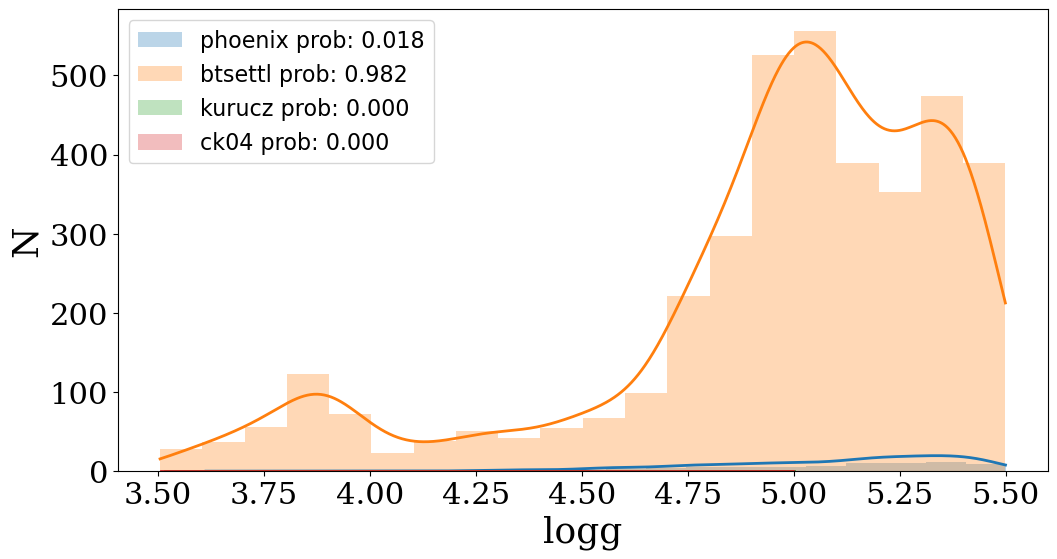 phoenix prob: 0.018
btsettl prob: 0.982
kurucz prob: 0.000
ck04 prob: 0.000
500
400
300
200
100
0
N
3.50 3.75 4.00 4.25 4.50 4.75 5.00 5.25 5.50
logg